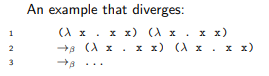 An example that diverges:
1 (λ x . x x) (λ x . x x)
2 →β (λ x . x x) (λ x . x x)
3 →β ...